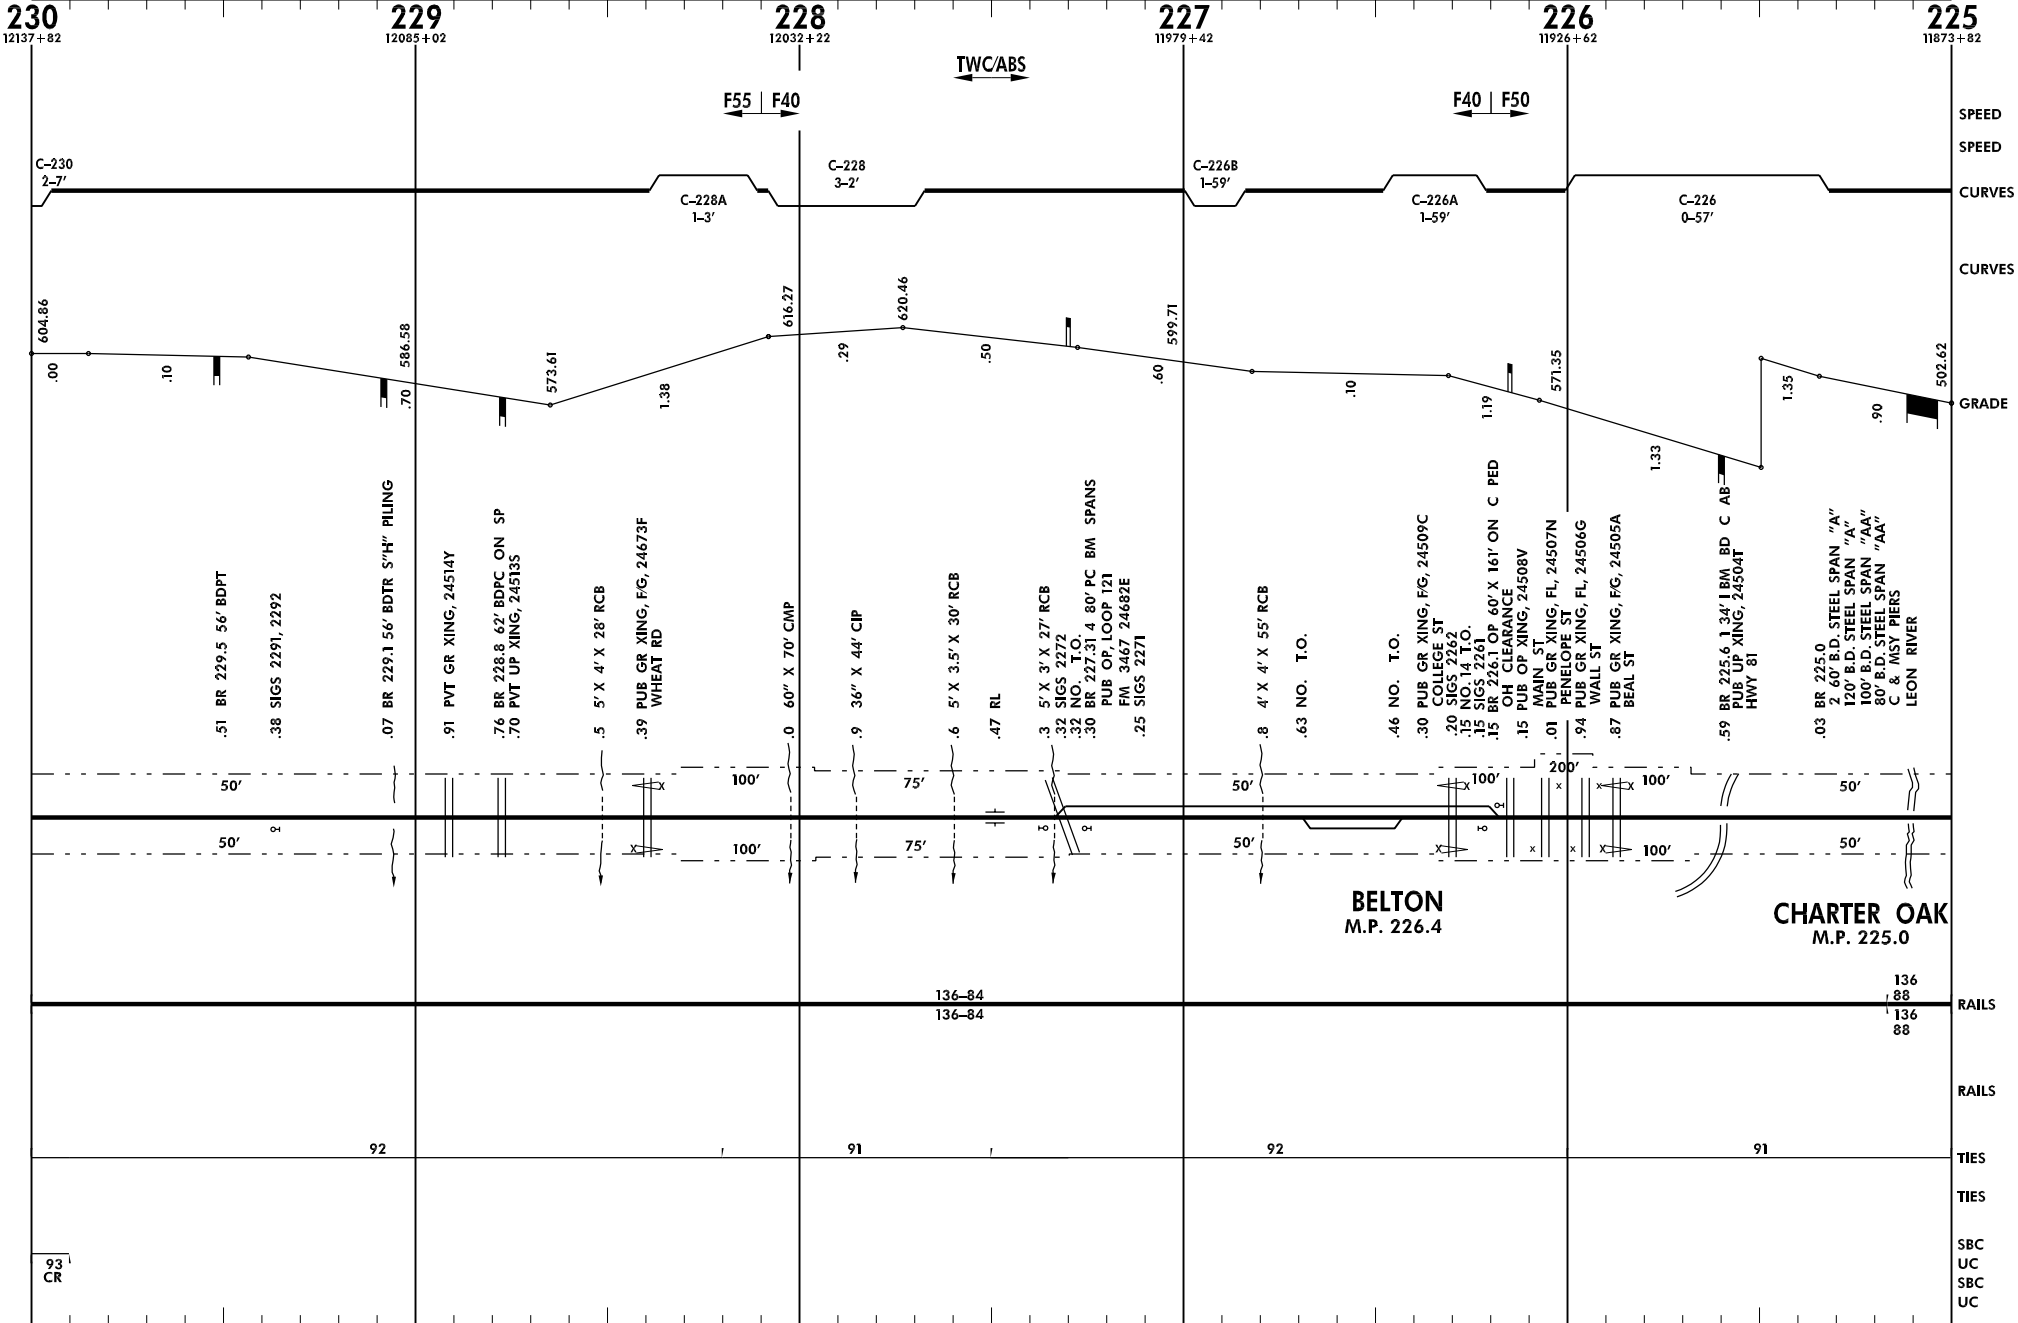 230 229 228 227 226 225
12137+82 12085+02 12032+22 11979+42 11926+62 11873+82
TWC/ABS
F55 F40 F40 F50
SPEED
SPEED
C–230
2–7'
C–228A
1–3'
C–228
3–2'
C–226B
1–59'
C–226A
1–59'
C–226
0–57'
CURVES
CURVES
604.86
586.58
573.61
616.27
620.46
599.71
571.35
502.62
.00
.10
.70
1.38
.29
.50
.60
.10
1.19
1.33
1.35
.90
GRADE
.51 BR 229.5 56' BDPT
.38 SIGS 2291, 2292
.07 BR 229.1 56' BDTR S"H" PILING
.91 PVT GR XING, 24514Y
.76 BR 228.8 62' BDPC ON SP
.70 PVT UP XING, 24513S
.5 5' X 4' X 28' RCB
.39 PUB GR XING, F/G, 24673F
WHEAT RD
.0 60" X 70' CMP
.9 36" X 44' CIP
.6 5' X 3.5' X 30' RCB
.47 RL
.3 5' X 3' X 27' RCB
.32 SIGS 2272
.32 NO. T.O.
.30 BR 227.31 4 80' PC BM SPANS
PUB OP, LOOP 121
FM 3467 24682E
.25 SIGS 2271
.8 4' X 4' X 55' RCB
.63 NO. T.O.
.46 NO. T.O.
.30 PUB GR XING, F/G, 24509C
COLLEGE ST
.20 SIGS 2262
.15 NO. 14 T.O.
.15 SIGS 2261
.15 BR 226.1 OP 60' X 161' ON C PED
OH CLEARANCE
.15 PUB OP XING, 24508V
MAIN ST
.01 PUB GR XING, FL, 24507N
PENELOPE ST
.94 PUB GR XING, FL, 24506G
WALL ST
.87 PUB GR XING, F/G, 24505A
BEAL ST
.59 BR 225.6 1 34' I BM BD C AB
PUB UP XING, 24504T
HWY 81
.03 BR 225.0
2 60' B.D. STEEL SPAN "A"
120' B.D. STEEL SPAN "A"
100' B.D. STEEL SPAN "AA"
80' B.D. STEEL SPAN "AA"
C & MSY PIERS
LEON RIVER
50' 100' 75' 50' 100' 200' 100' 50'
X X X X X
50' 100' 75' 50' 100' 50'
X X X X X
BELTON
M.P. 226.4
CHARTER OAK
M.P. 225.0
136–84
136–84
136
88
136
88
RAILS
RAILS
92 91 92 91
TIES
TIES
93
CR
SBC
UC
SBC
UC